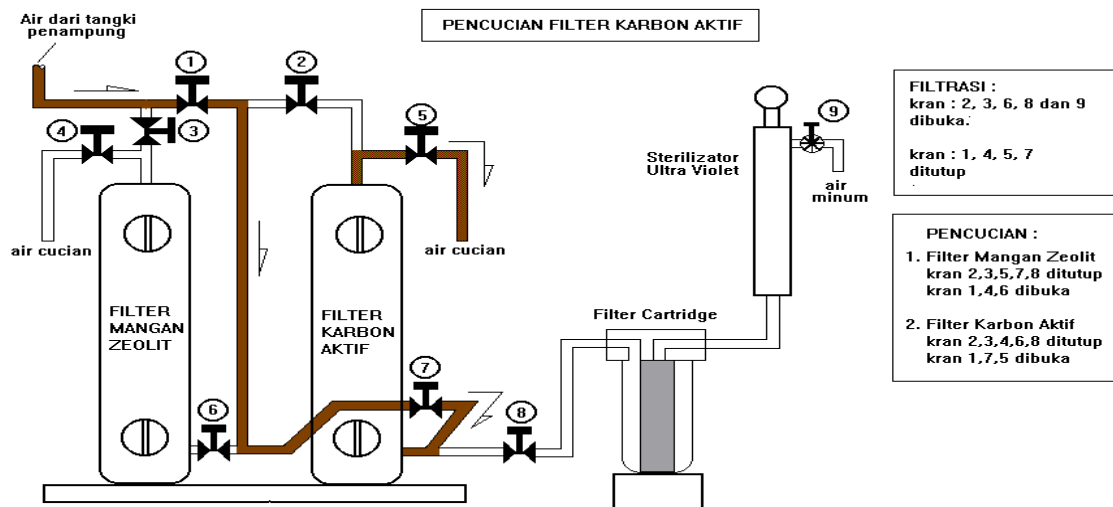 Air dari tangki
penampung
PENCUCIAN FILTER KARBON AKTIF
1
2
3
4
5
air cucian
air cucian
FILTER
MANGAN
ZEOLIT
FILTER
KARBON
AKTIF
6
7
8
Filter Cartridge
Sterilizator
Ultra Violet
9
air
minum
FILTRASI :
kran : 2, 3, 6, 8 dan 9
dibuka.
kran : 1, 4, 5, 7
ditutup
PENCUCIAN :
1. Filter Mangan Zeolit
kran 2,3,5,7,8 ditutup
kran 1,4,6 dibuka
2. Filter Karbon Aktif
kran 2,3,4,6,8 ditutup
kran 1,7,5 dibuka